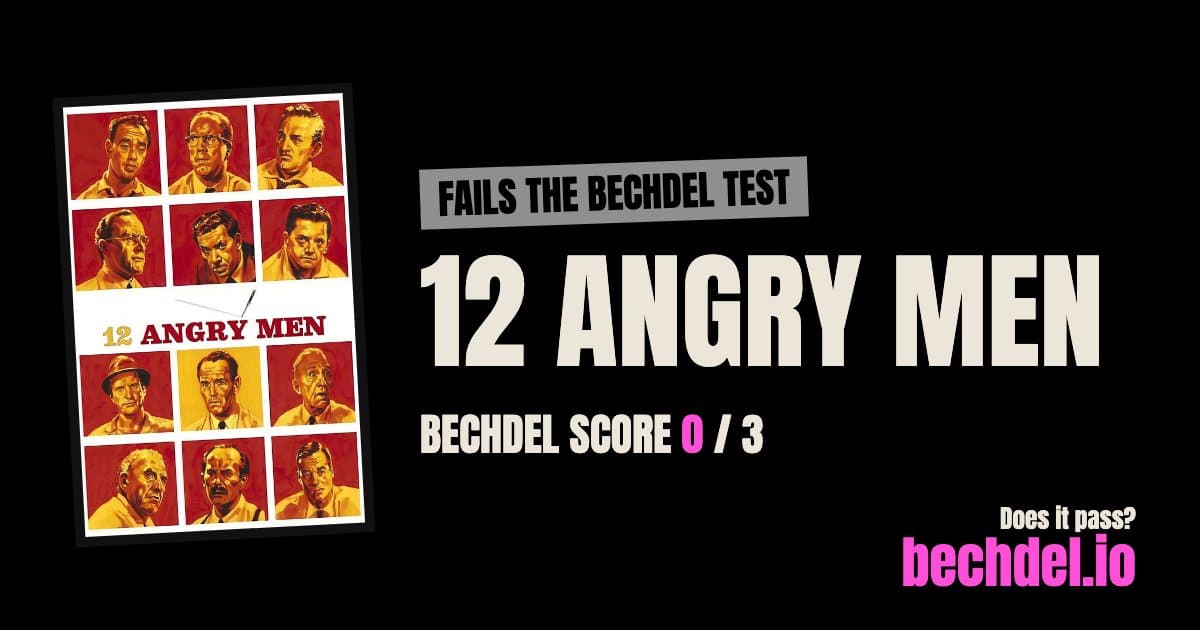 12 ANGRY MEN
FAILS THE BECHDEL TEST
12 ANGRY MEN
BECHDEL SCORE 0 / 3
Does it pass?
bechdel.io